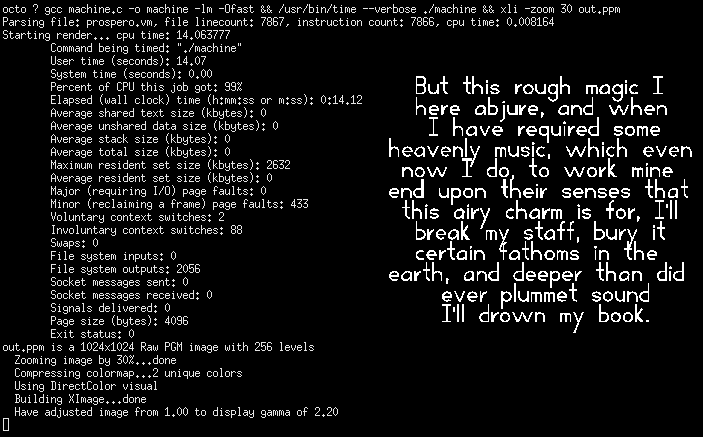 octo ? gcc machine.c -o machine -lm -Ofast && /usr/bin/time --verbose ./machine && xli -zoom 30 out.ppm
Parsing file: prospero.vm, file linecount: 7867, instruction count: 7866, cpu time: 0.008164
Starting render... cpu time: 14.063777
Command being timed: "./machine"
User time (seconds): 14.07
System time (seconds): 0.00
Percent of CPU this job got: 99%
Elapsed (wall clock) time (h:mm:ss or m:ss): 0:14.12
Average shared text size (kbytes): 0
Average unshared data size (kbytes): 0
Average stack size (kbytes): 0
Average total size (kbytes): 0
Maximum resident set size (kbytes): 2632
Average resident set size (kbytes): 0
Major (requiring I/O) page faults: 0
Minor (reclaiming a frame) page faults: 433
Voluntary context switches: 2
Involuntary context switches: 88
Swaps: 0
File system inputs: 0
File system outputs: 2056
Socket messages sent: 0
Socket messages received: 0
Signals delivered: 0
Page size (bytes): 4096
Exit status: 0
out.ppm is a 1024x1024 Raw PGM image with 256 levels
Zooming image by 30%...done
Compressing colormap...2 unique colors
Using DirectColor visual
Building XImage...done
Have adjusted image from 1.00 to display gamma of 2.20
But this rough magic I
here abjure, and when
I have required some
heavenly music, which even
now I do, to work mine
end upon their senses that
this airy charm is for, I'll
break my staff, bury it
certain fathoms in the
earth, and deeper than did
ever plummet sound
I'll drown my book.